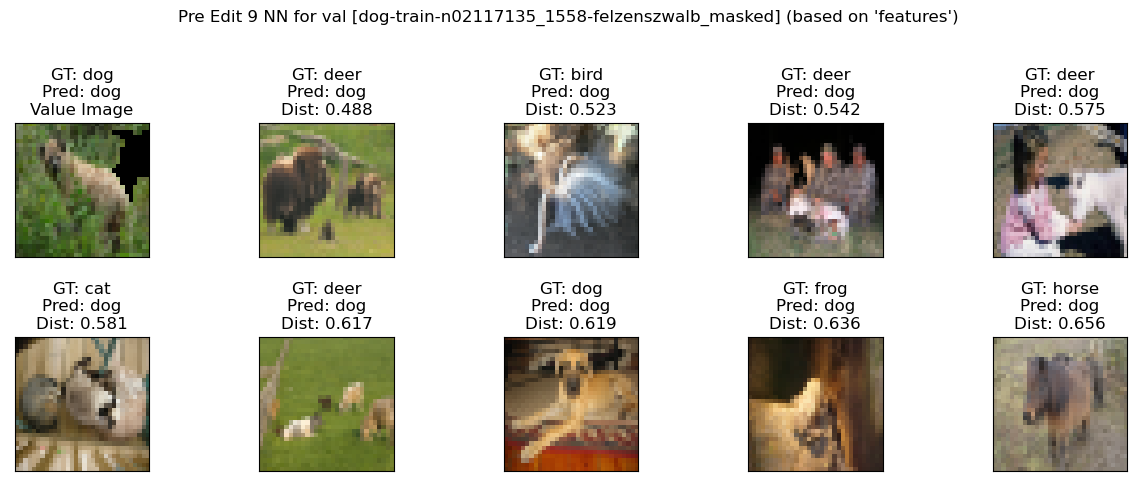 Pre Edit 9 NN for val [dog-train-n02117135_1558-felzenszwalb_masked] (based on 'features')
GT: dog
Pred: dog
Value Image
GT: deer
Pred: dog
Dist: 0.488
GT: bird
Pred: dog
Dist: 0.523
GT: deer
Pred: dog
Dist: 0.542
GT: deer
Pred: dog
Dist: 0.575
GT: cat
Pred: dog
Dist: 0.581
GT: deer
Pred: dog
Dist: 0.617
GT: dog
Pred: dog
Dist: 0.619
GT: frog
Pred: dog
Dist: 0.636
GT: horse
Pred: dog
Dist: 0.656